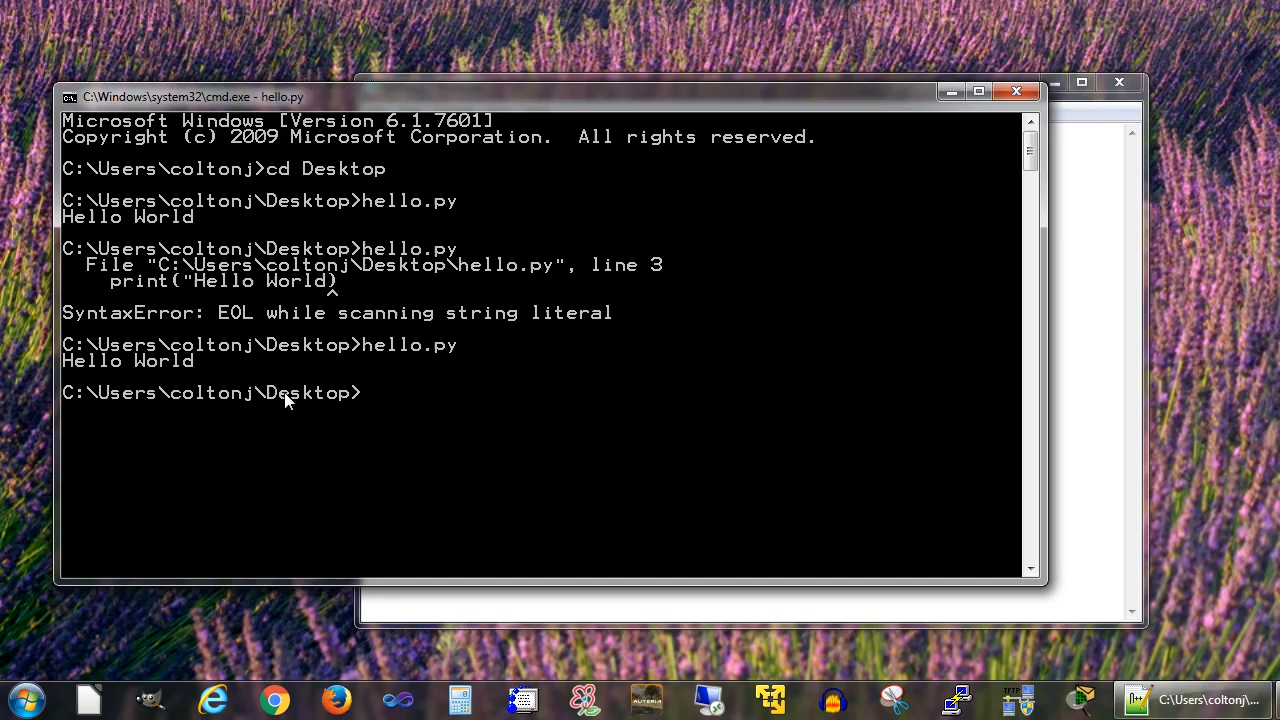 C:\Windows\system32\cmd.exe - hello.py
Microsoft Windows [Version 6.1.7601]
Copyright (c) 2009 Microsoft Corporation.  All rights reserved.
C:\Users\coltonj>cd Desktop
C:\Users\coltonj\Desktop>hello.py
Hello World
C:\Users\coltonj\Desktop>hello.py
  File "C:\Users\coltonj\Desktop\hello.py", line 3
    print("Hello World)
                      ^
SyntaxError: EOL while scanning string literal
C:\Users\coltonj\Desktop>hello.py
Hello World
C:\Users\coltonj\Desktop>
C:\Users\coltonj\...